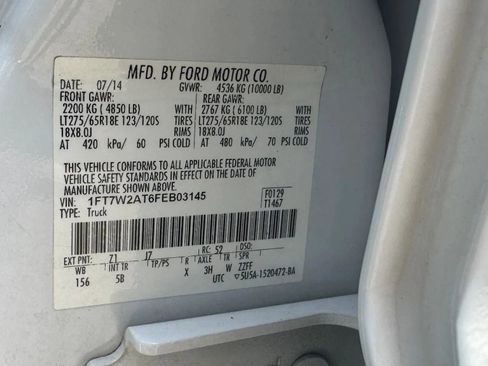 MFD. BY FORD MOTOR CO.
DATE: 07/14 GVWR: 4536 KG (10000 LB)
FRONT GAWR: REAR GAWR:
2200 KG ( 4850 LB) WITH 2767 KG ( 6100 LB) WITH
LT275/65R18E 123/120S TIRES LT275/65R18E 123/120S TIRES
18X8.0J RIMS 18X8.0J RIMS
AT 420 kPa/ 60 PSI COLD AT 480 kPa/ 70 PSI COLD
THIS VEHICLE CONFORMS TO ALL APPLICABLE FEDERAL MOTOR
VEHICLE SAFETY STANDARDS IN EFFECT ON THE DATE OF
MANUFACTURE SHOWN ABOVE.
VIN: 1FT7W2AT6FEB03145 F0129
TYPE: Truck T1467
EXT PNT: Z1 J7 RC: 52 DSO:
WB INT TR TP/PS R AXLE TR SPR
156 5B X 3H W ZZFF
UTC 5U5A-1520472-BA